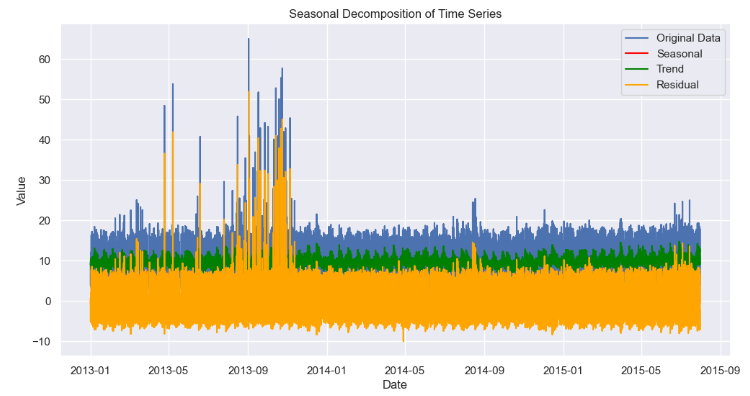 Seasonal Decomposition of Time Series
Original Data
Seasonal
Trend
Residual
Value
60
50
40
30
20
10
0
−10
2013-01 2013-05 2013-09 2014-01 2014-05 2014-09 2015-01 2015-05 2015-09
Date